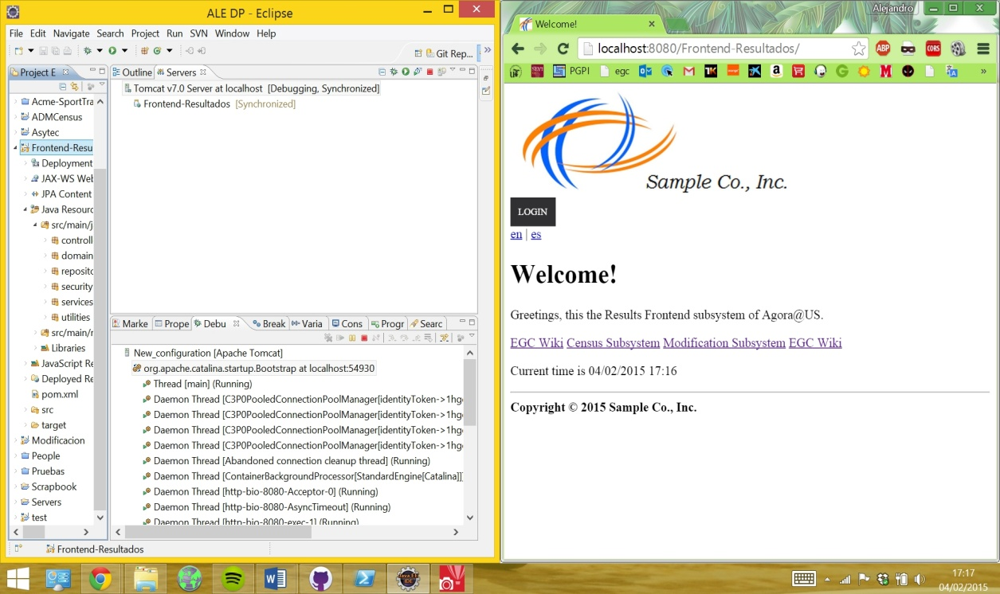 ALE DP - Eclipse
File Edit Navigate Search Project Run SVN Window Help
Git Rep...
Project E
Acme-SportTra
ADMCensus
Asytec
Frontend-Resu
Deployment
JAX-WS Web
JPA Content
Java Resourc
src/main/j
controll
domain
reposito
security
services
utilities
src/main/r
Libraries
JavaScript Re
Deployed Re
pom.xml
src
target
Modificacion
People
Pruebas
Scrapbook
Servers
test
Outline Servers
Tomcat v7.0 Server at localhost [Debugging, Synchronized]
Frontend-Resultados [Synchronized]
Marke Prope Debu Break Varia Cons Progr Searc
New_configuration [Apache Tomcat]
org.apache.catalina.startup.Bootstrap at localhost:54930
Thread [main] (Running)
Daemon Thread [C3P0PooledConnectionPoolManager[identityToken->1hg
Daemon Thread [C3P0PooledConnectionPoolManager[identityToken->1hg
Daemon Thread [C3P0PooledConnectionPoolManager[identityToken->1hg
Daemon Thread [C3P0PooledConnectionPoolManager[identityToken->1hg
Daemon Thread [Abandoned connection cleanup thread] (Running)
Daemon Thread [ContainerBackgroundProcessor[StandardEngine[Catalina]]
Daemon Thread [http-bio-8080-Acceptor-0] (Running)
Daemon Thread [http-bio-8080-AsyncTimeout] (Running)
Daemon Thread [http-bio-8080-exec-1] (Running)
Frontend-Resultados
Alejandro
Welcome!
localhost:8080/Frontend-Resultados/
ABP
CORS
PGPI egc
Sample Co., Inc.
LOGIN
en | es
Welcome!
Greetings, this the Results Frontend subsystem of Agora@US.
EGC Wiki Census Subsystem Modification Subsystem EGC Wiki
Current time is 04/02/2015 17:16
Copyright © 2015 Sample Co., Inc.
17:17
04/02/2015